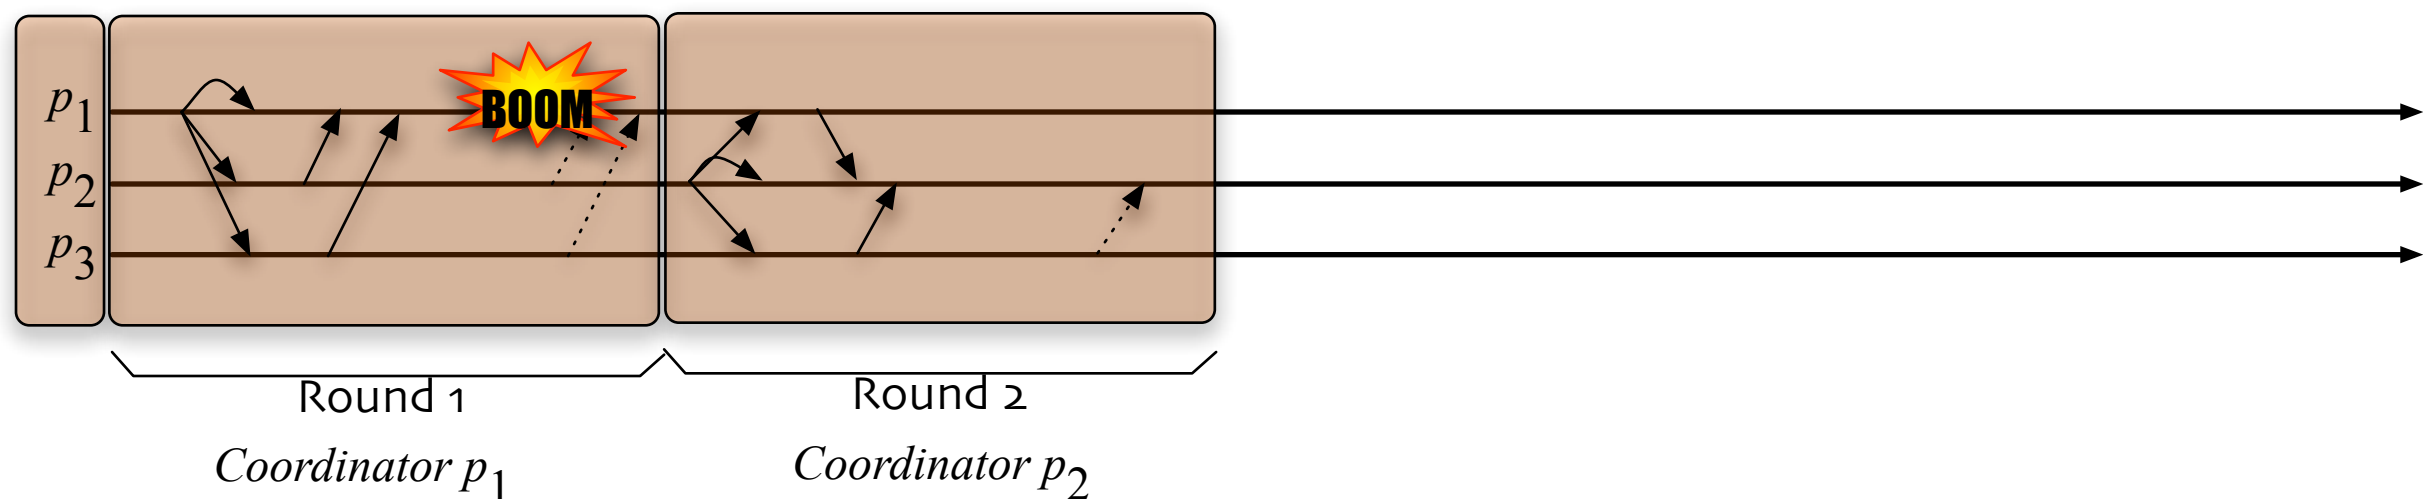 p1
BOOM
p2
p3
Round 1
Round 2
Coordinator p1
Coordinator p2